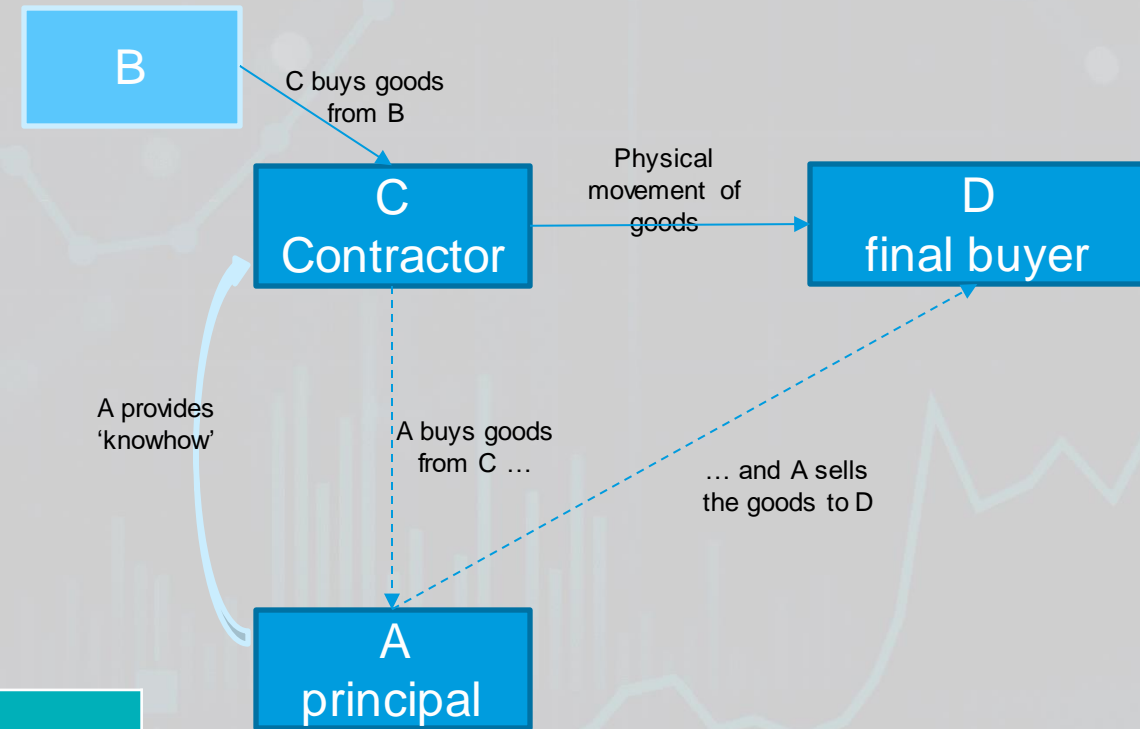 B
C buys goods
from B
Physical
movement of
goods
C
Contractor
D
final buyer
A provides
‘knowhow’
A buys goods
from C …
… and A sells
the goods to D
A
principal